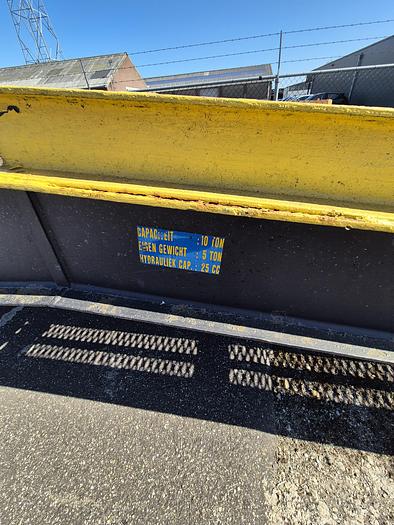 CAPACITEIT : 10 TON
EIGEN GEWICHT : 5 TON
HYDRAULIEK CAP. : 25 CC